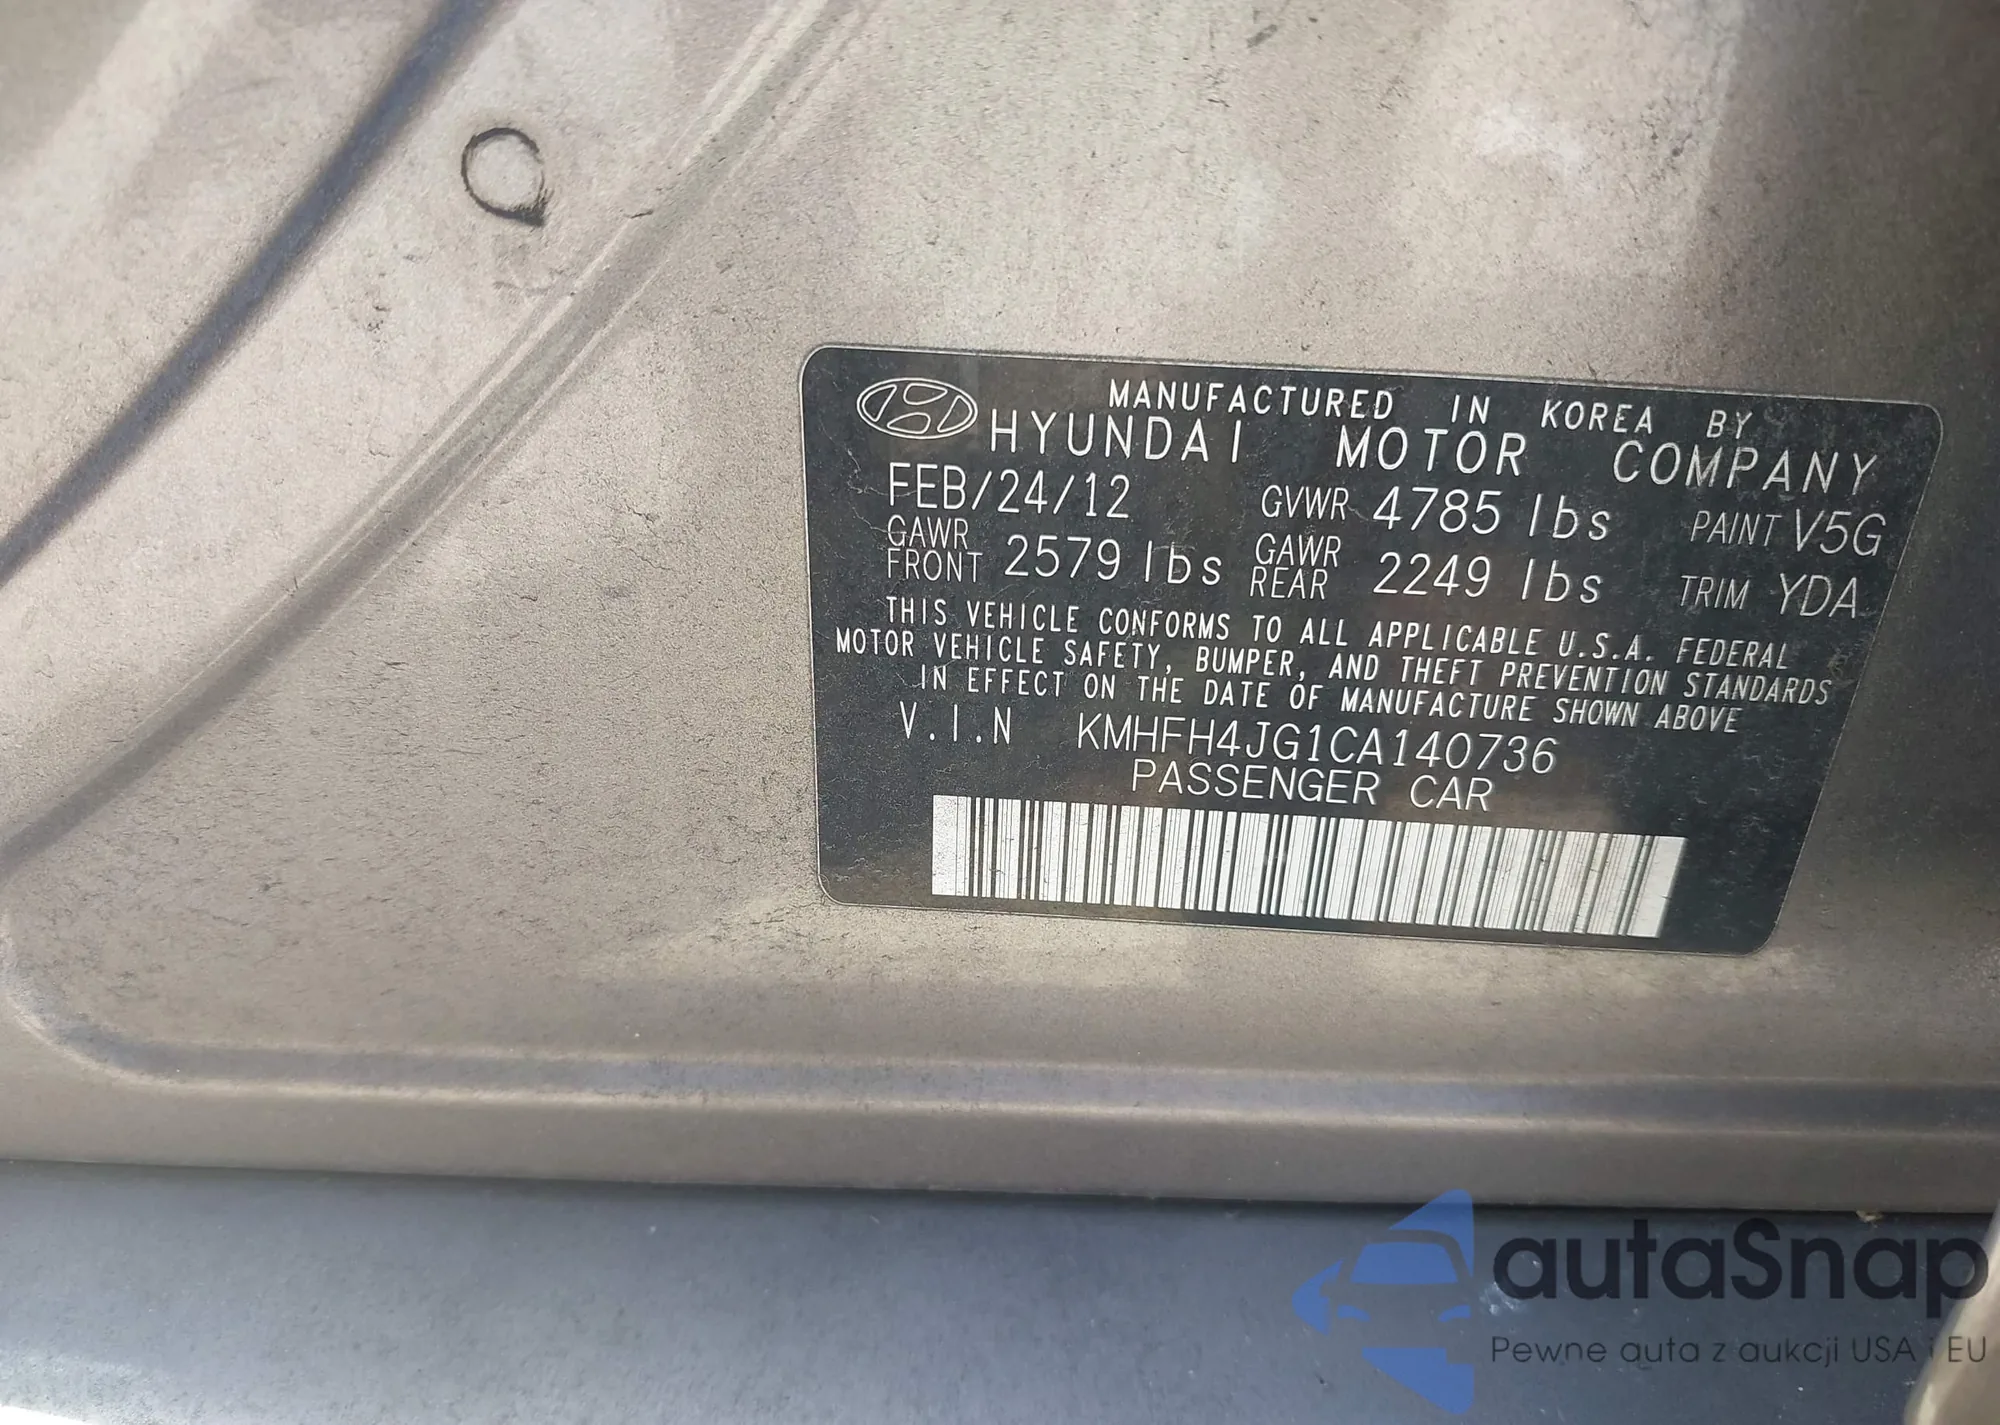 MANUFACTURED IN KOREA BY
HYUNDAI MOTOR COMPANY
FEB/24/12 GVWR 4785 lbs PAINT V5G
GAWR FRONT 2579 lbs GAWR REAR 2249 lbs TRIM YDA
THIS VEHICLE CONFORMS TO ALL APPLICABLE U.S.A. FEDERAL
MOTOR VEHICLE SAFETY, BUMPER, AND THEFT PREVENTION STANDARDS
IN EFFECT ON THE DATE OF MANUFACTURE SHOWN ABOVE
V.I.N KMHFH4JG1CA140736
PASSENGER CAR
autaSnap
Pewne auta z aukcji USA i EU